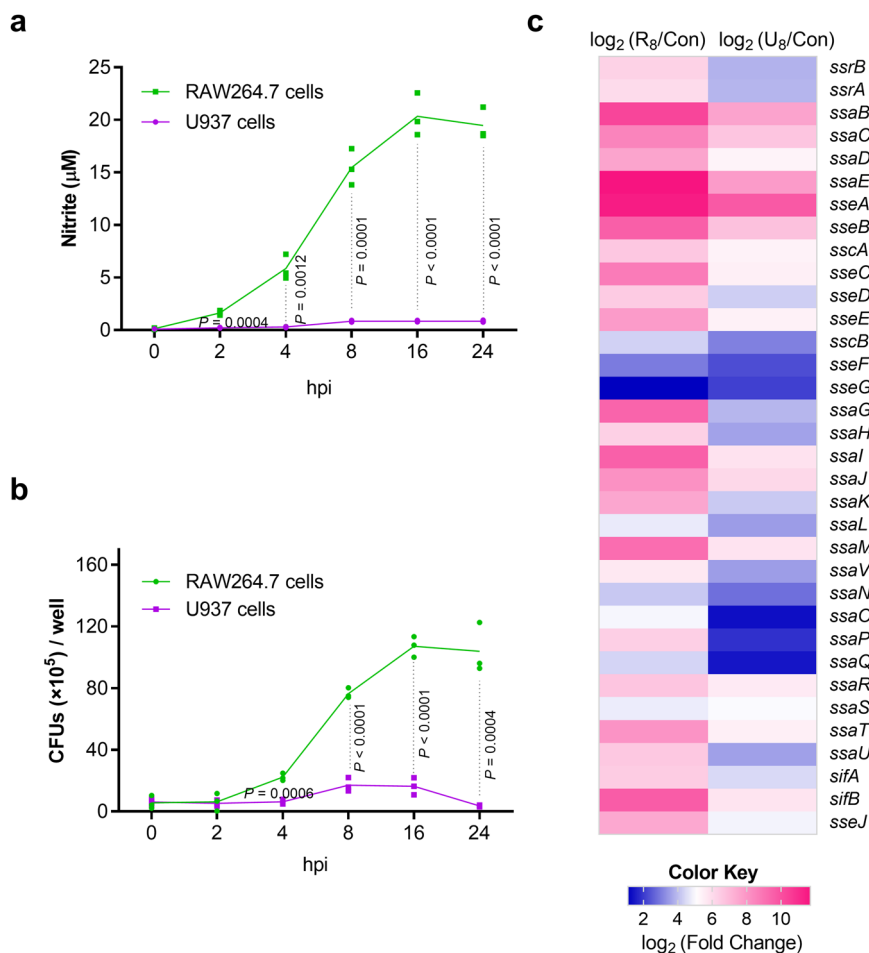 a
25
20
15
10
5
0
Nitrite (μM)
RAW264.7 cells
U937 cells
P = 0.0004
P = 0.0012
P = 0.0001
P < 0.0001
P < 0.0001
0 2 4 8 16 24
hpi
b
160
120
80
40
0
CFUs (×10⁵) / well
RAW264.7 cells
U937 cells
P = 0.0006
P < 0.0001
P < 0.0001
P = 0.0004
0 2 4 8 16 24
hpi
c
log₂ (R₈/Con) log₂ (U₈/Con)
ssrB
ssrA
ssaB
ssaC
ssaD
ssaE
sseA
sseB
sscA
sseC
sseD
sseE
sscB
sseF
sseG
ssaG
ssaH
ssaI
ssaJ
ssaK
ssaL
ssaM
ssaV
ssaN
ssaO
ssaP
ssaQ
ssaR
ssaS
ssaT
ssaU
sifA
sifB
sseJ
Color Key
2 4 6 8 10
log₂ (Fold Change)